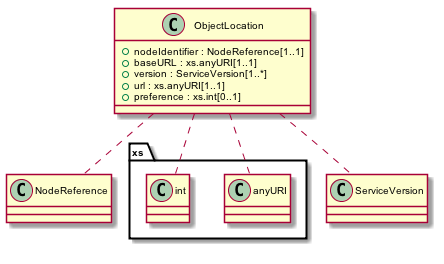 C ObjectLocation
nodeIdentifier : NodeReference[1..1]
baseURL : xs.anyURI[1..1]
version : ServiceVersion[1..*]
url : xs.anyURI[1..1]
preference : xs.int[0..1]
xs
C NodeReference
C int
C anyURI
C ServiceVersion